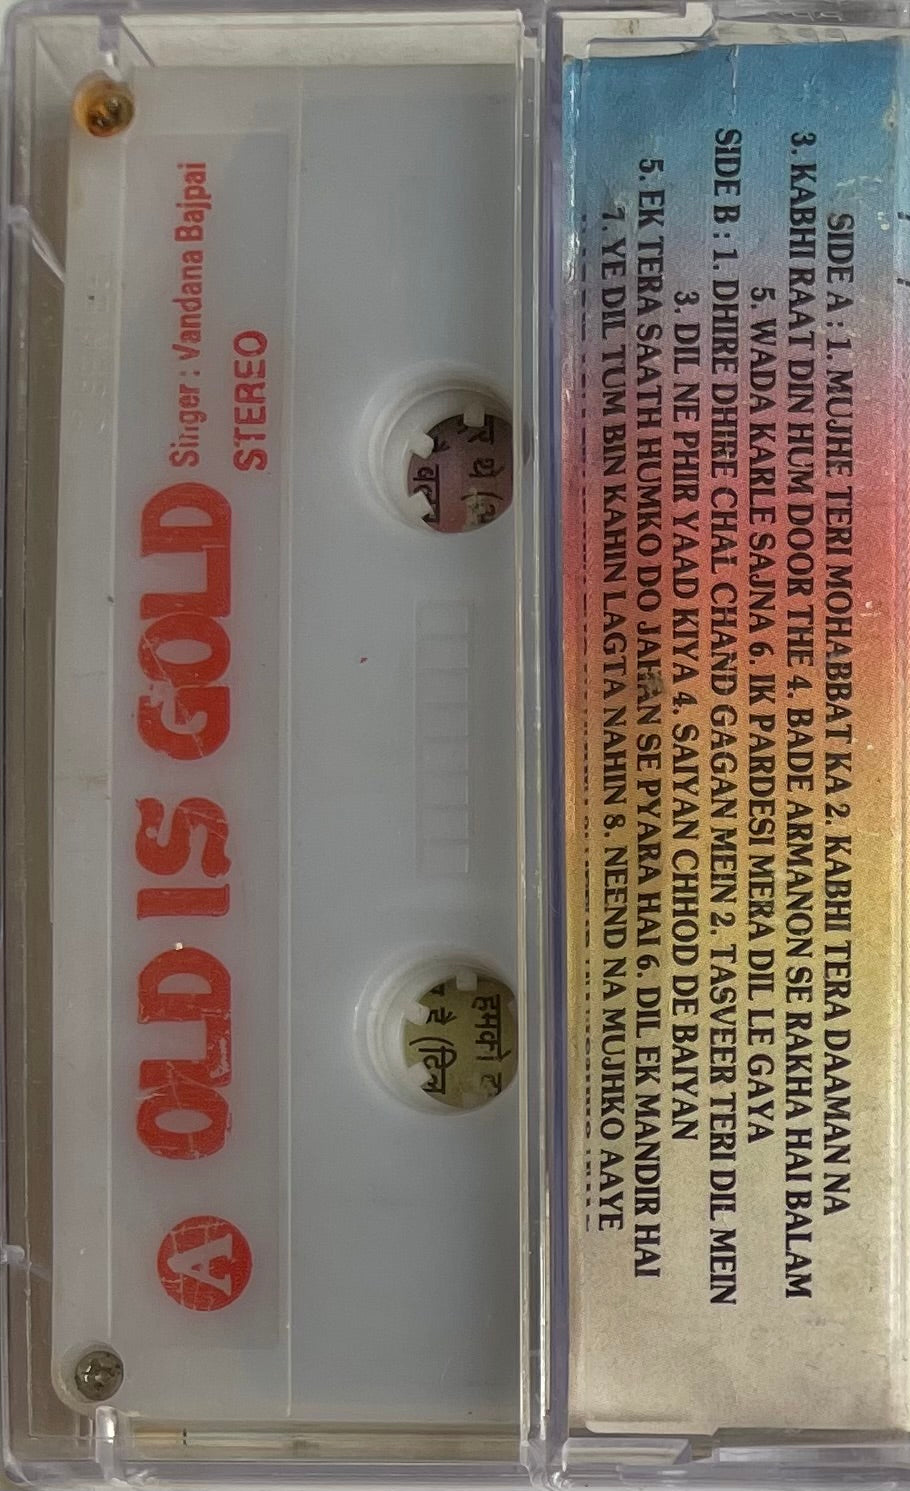 A OLD IS GOLD
Singer : Vandana Bajpai
STEREO
हमको
है
थे
SIDE A : 1. MUJHE TERI MOHABBAT KA 2. KABHI TERA DAAMAN NA
3. KABHI RAAT DIN HUM DOOR THE 4. BADE ARMANON SE RAKHA HAI BALAM
5. WADA KARLE SAJNA 6. IK PARDESI MERA DIL LE GAYA
SIDE B : 1. DHIRE DHIRE CHAL CHAND GAGAN MEIN 2. TASVEER TERI DIL MEIN
3. DIL NE PHIR YAAD KIYA 4. SAIYAN CHHOD DE BAIYAN
5. EK TERA SAATH HUMKO DO JAHAN SE PYARA HAI 6. DIL EK MANDIR HAI
7. YE DIL TUM BIN KAHIN LAGTA NAHIN 8. NEEND NA MUJHKO AAYE